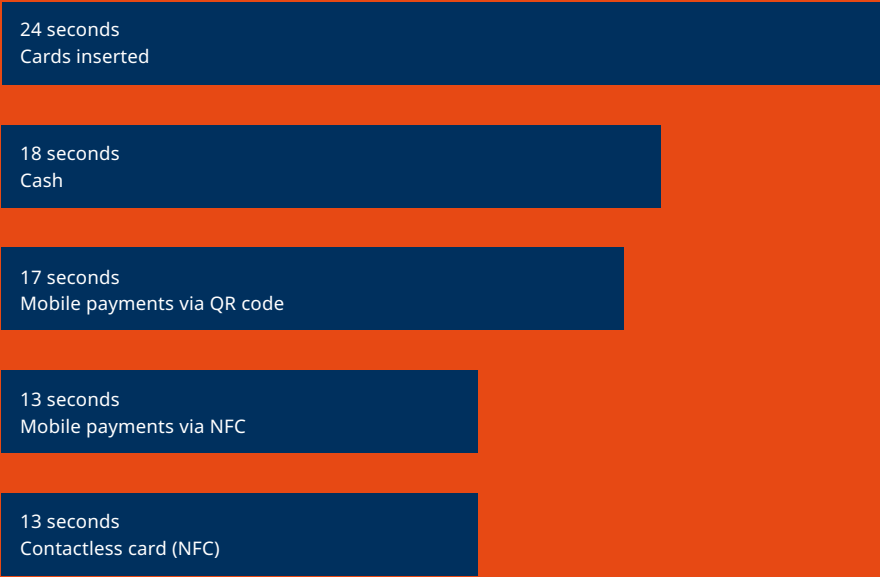 24 seconds
Cards inserted
18 seconds
Cash
17 seconds
Mobile payments via QR code
13 seconds
Mobile payments via NFC
13 seconds
Contactless card (NFC)